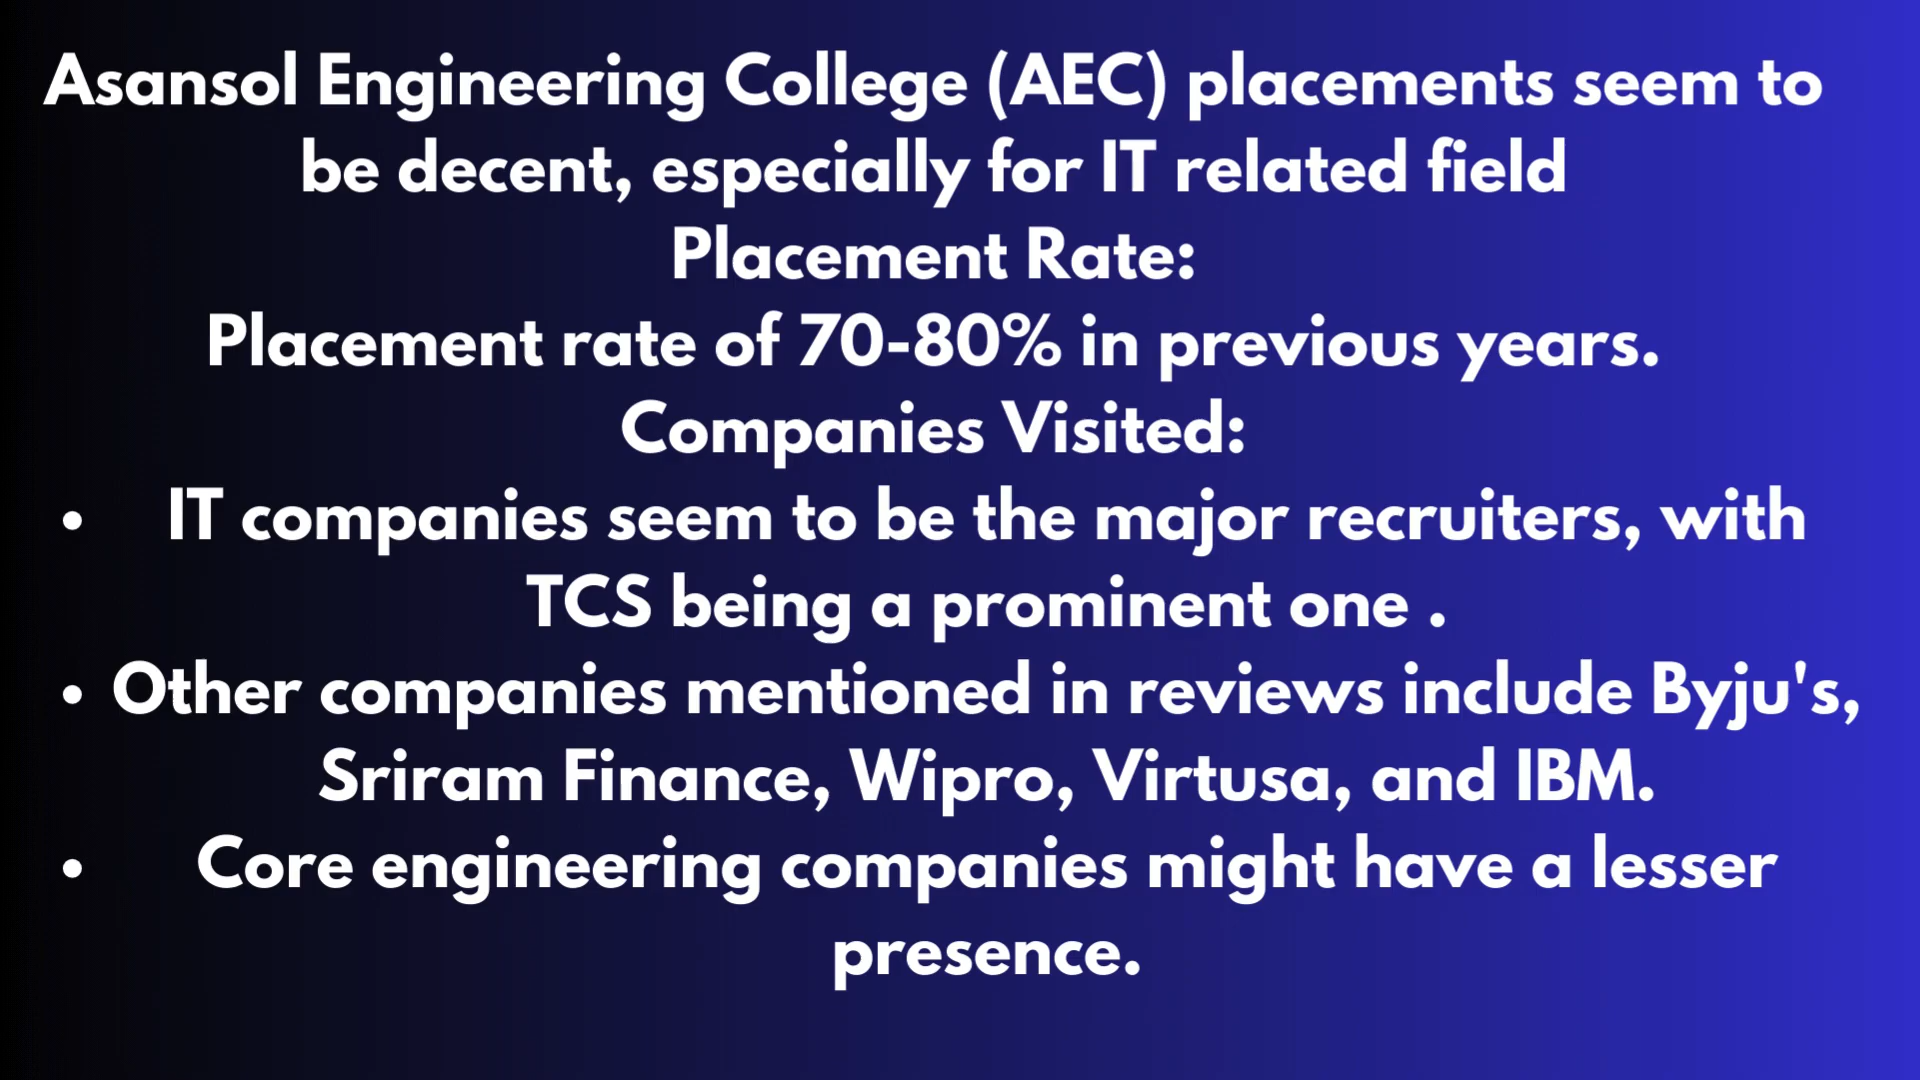 Asansol Engineering College (AEC) placements seem to
be decent, especially for IT related field
Placement Rate:
Placement rate of 70-80% in previous years.
Companies Visited:
• IT companies seem to be the major recruiters, with
TCS being a prominent one .
• Other companies mentioned in reviews include Byju's,
Sriram Finance, Wipro, Virtusa, and IBM.
• Core engineering companies might have a lesser
presence.